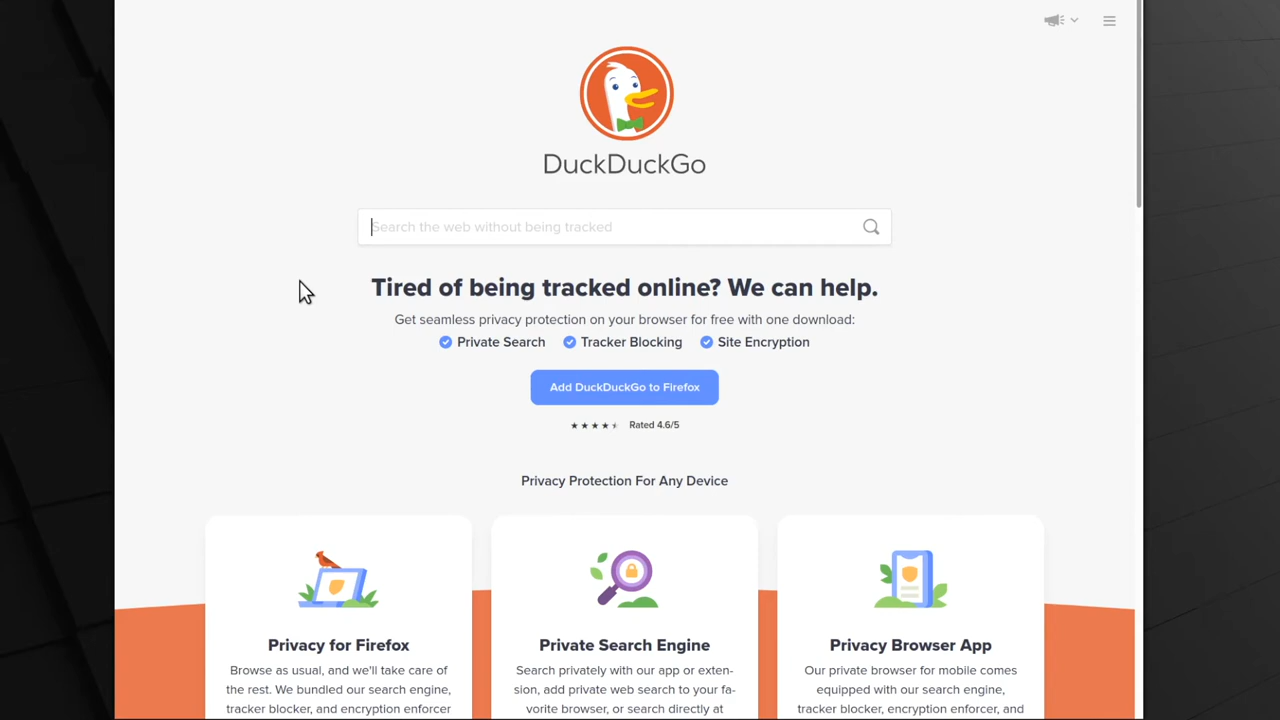 DuckDuckGo
Search the web without being tracked
Tired of being tracked online? We can help.
Get seamless privacy protection on your browser for free with one download:
Private Search Tracker Blocking Site Encryption
Add DuckDuckGo to Firefox
Rated 4.6/5
Privacy Protection For Any Device
Privacy for Firefox
Browse as usual, and we'll take care of
the rest. We bundled our search engine,
tracker blocker, and encryption enforcer
Private Search Engine
Search privately with our app or exten-
sion, add private web search to your fa-
vorite browser, or search directly at
Privacy Browser App
Our private browser for mobile comes
equipped with our search engine,
tracker blocker, encryption enforcer, and